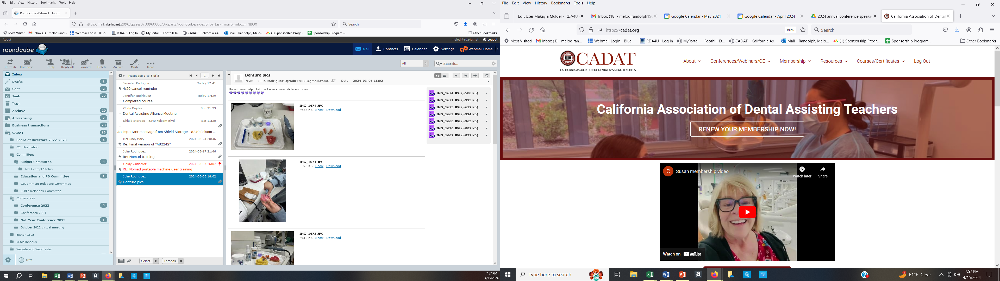 File Edit View History Bookmarks Tools Help
Roundcube Webmail :: Inbox
https://mail.rda4u.net:2096/cpsess8700960886/3rdparty/roundcube/index.php?_task=mail&_mbox=INBOX
Search
Most Visited Inbox (1) - melodirand... Webmail Login - Blue... RDA4U › Log In MyPortal — Foothill-D... CADAT – California As... Mail - Randolph, Melo... (1) Sponsorship Progr... Sponsorship Program ... Other Bookmarks
About melodi@rda4u.net Logout
roundcube Mail Contacts Calendar Settings cP Webmail Home
Refresh Compose Reply Reply all Forward Delete Archive Mark More All Search...
Inbox
Drafts 1
Sent 2
Junk 22
Trash
Archive 20
Advertising 2
Business transactions 23
CADAT 13
Board of Directors 2022-2023 8
CE information
Committees
Budget Committee 4
Tax Exempt Status
Education and PD Committee 1
Government Relations Committee
Public Relations Committee
Conferences
Conference 2023 3
Conference 2024
Mid-Year Conference 2023 1
October 2022 virtual meeting
Esther Cruz
Miscellaneous
Website and Webmaster
0%
Messages 1 to 8 of 8 1
Jennifer Rodriguez Today 17:41
4/29 cancel reminder
Jennifer Rodriguez Today 17:29
Completed course
Cody Boyles Sun 21:23
Dental Assisting Alliance Meeting
Shield Storage - 8240 Folsom Blvd Sat 11:20
An important message from Shield Storage - 8240 Folsom ...
McCune, Mary 2024-03-24 20:46
Re: Final version of "AB2242"
Julie Rodriguez 2024-03-17 21:46
Re: Nomad training
Geidy Gutierrez 2024-03-07 16:07
RE: Nomad portable machine user training
Julie Rodriguez 2024-03-05 18:02
Denture pics
Select Threads
Denture pics
From Julie Rodriguez <jrod012868@gmail.com> Date 2024-03-05 18:02
Hope these help. Let me know if need different ones.
IMG_1674.JPG
~588 KB Show Download
IMG_1671.JPG
~923 KB Show Download
IMG_1673.JPG
~612 KB Show Download
IMG_1674.JPG (~588 KB)
IMG_1671.JPG (~923 KB)
IMG_1673.JPG (~612 KB)
IMG_1669.JPG (~924 KB)
IMG_1668.JPG (~963 KB)
IMG_1670.JPG (~887 KB)
IMG_1667.JPG (~877 KB)
7:57 PM
4/15/2024
File Edit View History Bookmarks Tools Help
Edit User Makayla Mulder ‹ RDA4U Inbox (18) - melodirandolph19 Google Calendar - May 2024 Google Calendar - April 2024 2024 annual conference speake California Association of Denta
https://cadat.org 80% Search
Most Visited Inbox (1) - melodiran... Webmail Login - Blue... RDA4U › Log In MyPortal — Foothill-D... CADAT – California As... Mail - Randolph, Melo... (1) Sponsorship Progr... Sponsorship Program ... Other Bookmarks
CADAT
CALIFORNIA ASSOCIATION OF DENTAL ASSISTING TEACHERS
About Conferences/Webinars/CE Membership Resources Courses/Certificates Log Out
California Association of Dental Assisting Teachers
RENEW YOUR MEMBERSHIP NOW!
C Susan membership video
Watch later Share
Watch on YouTube
Type here to search
1 61°F Clear
7:57 PM
4/15/2024